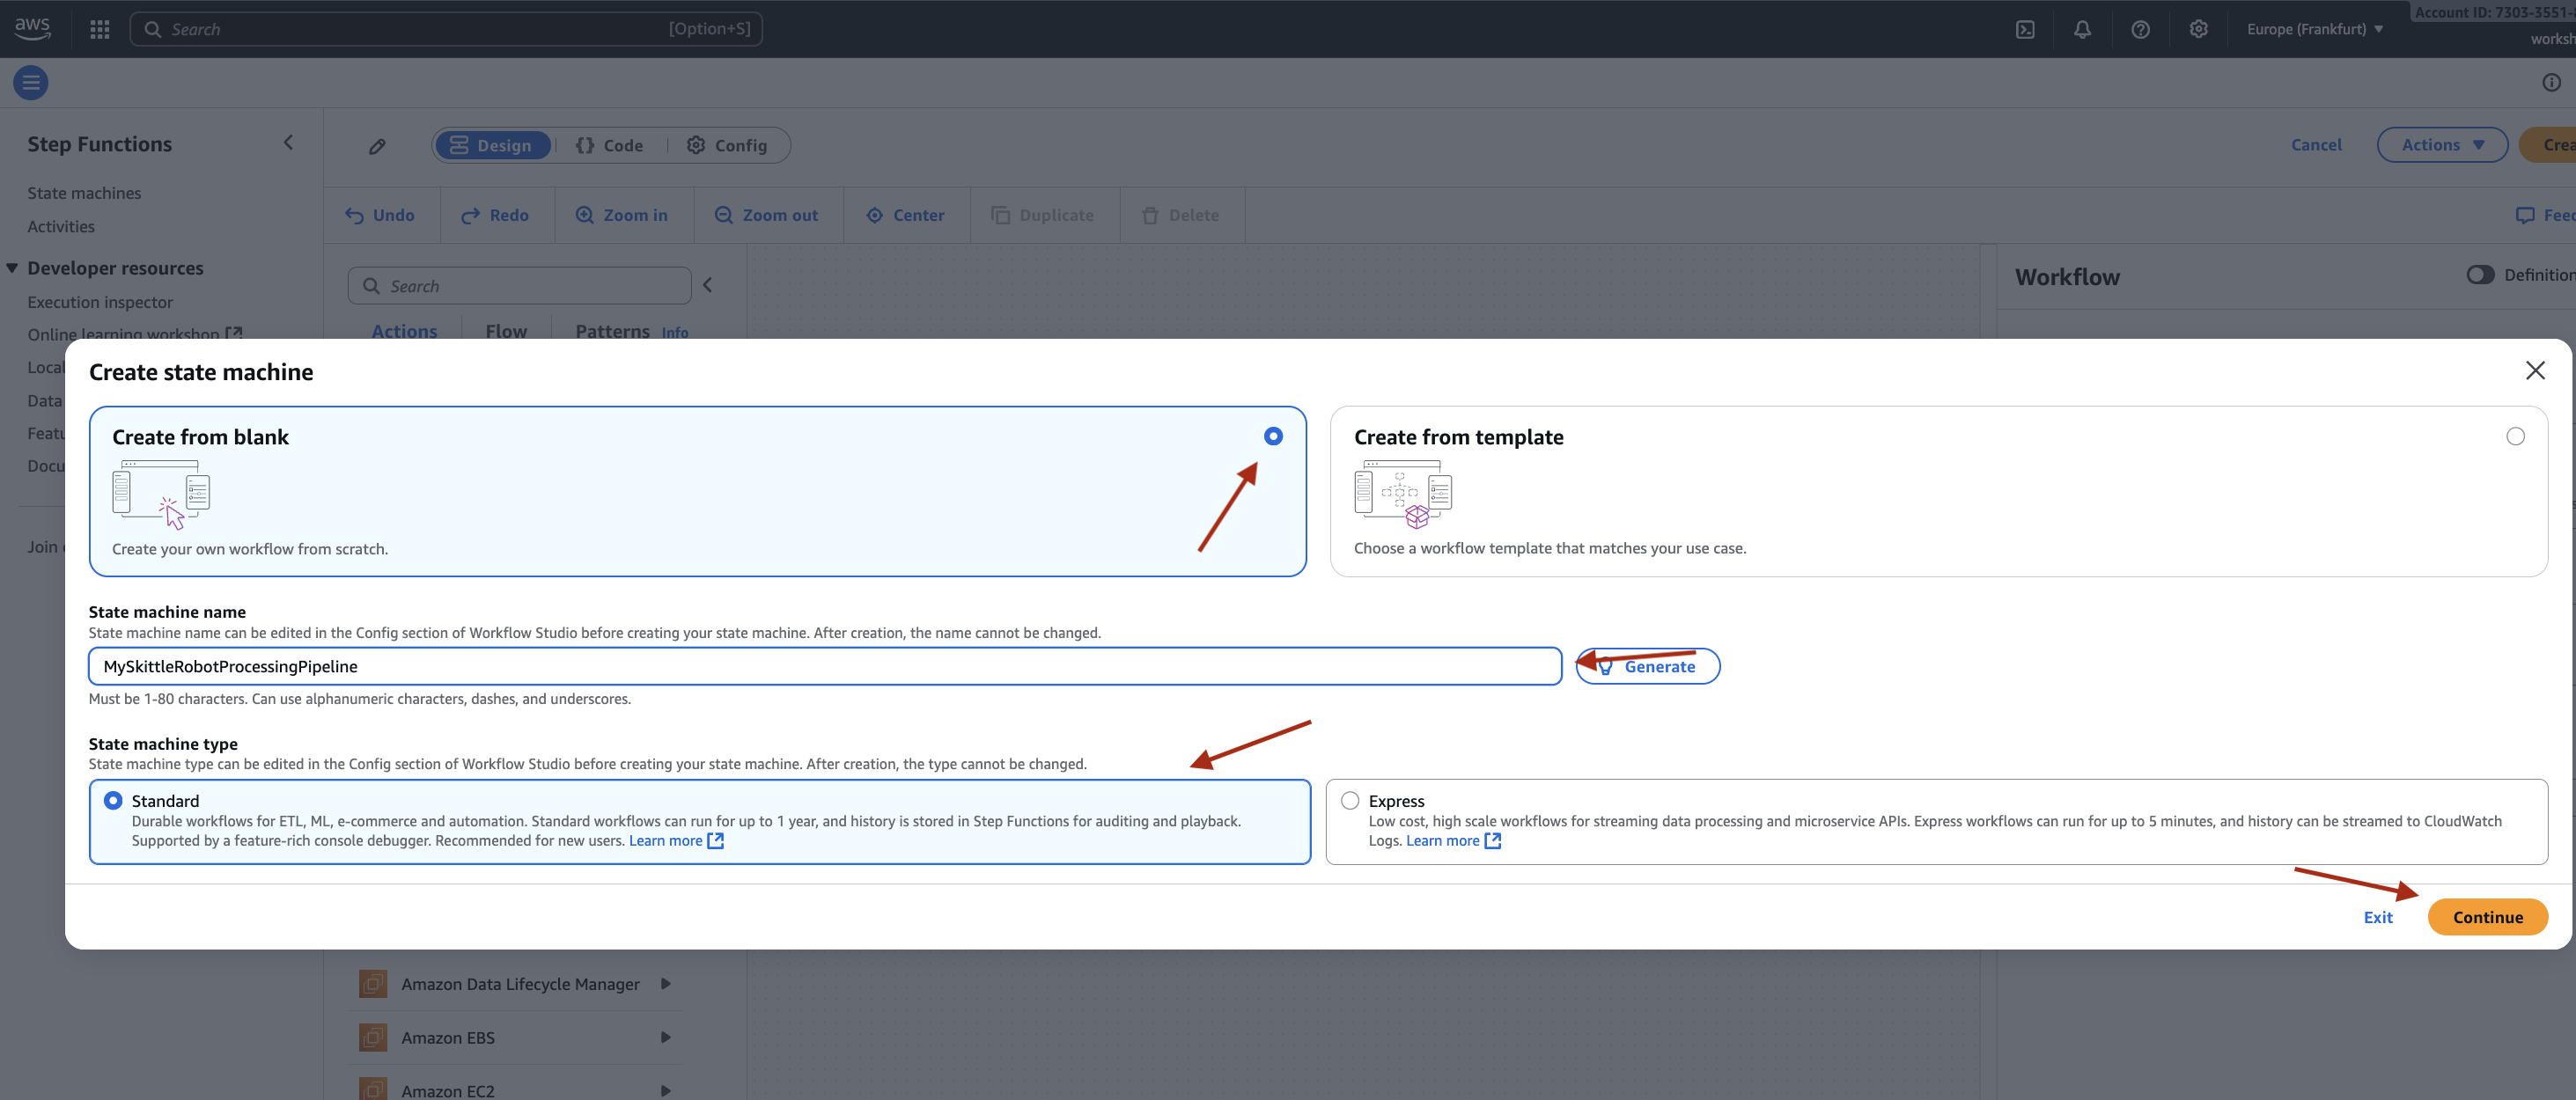 aws
Search
[Option+S]
Europe (Frankfurt)
Account ID: 7303-3551-
worksh
Step Functions
State machines
Activities
Developer resources
Execution inspector
Online learning workshop
Local
Data
Featu
Docu
Join
Design
{} Code
Config
Cancel
Actions
Crea
Undo
Redo
Zoom in
Zoom out
Center
Duplicate
Delete
Feed
Search
Actions
Flow
Patterns
Info
Workflow
Definition
Create state machine
Create from blank
Create your own workflow from scratch.
Create from template
Choose a workflow template that matches your use case.
State machine name
State machine name can be edited in the Config section of Workflow Studio before creating your state machine. After creation, the name cannot be changed.
MySkittleRobotProcessingPipeline
Generate
Must be 1-80 characters. Can use alphanumeric characters, dashes, and underscores.
State machine type
State machine type can be edited in the Config section of Workflow Studio before creating your state machine. After creation, the type cannot be changed.
Standard
Durable workflows for ETL, ML, e-commerce and automation. Standard workflows can run for up to 1 year, and history is stored in Step Functions for auditing and playback.
Supported by a feature-rich console debugger. Recommended for new users. Learn more
Express
Low cost, high scale workflows for streaming data processing and microservice APIs. Express workflows can run for up to 5 minutes, and history can be streamed to CloudWatch
Logs. Learn more
Exit
Continue
Amazon Data Lifecycle Manager
Amazon EBS
Amazon EC2